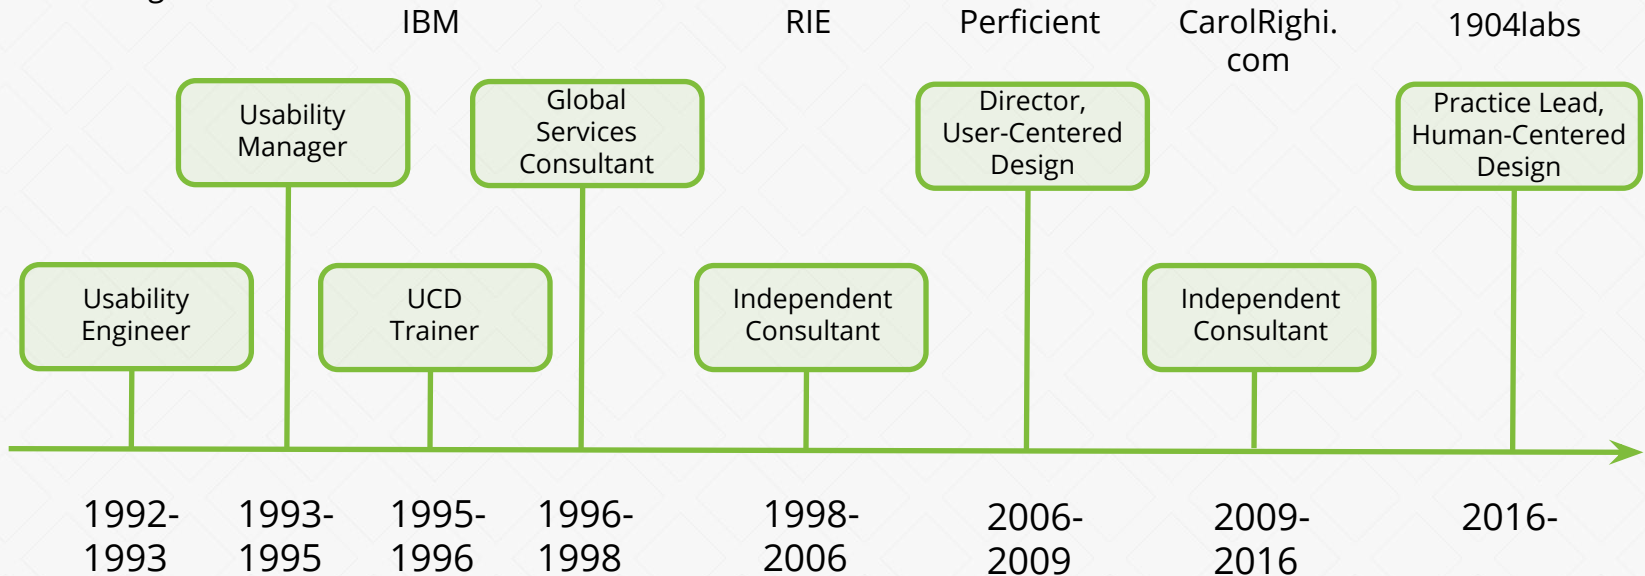 IBM
RIE
Perficient
CarolRighi.
com
1904labs
Usability
Manager
Global
Services
Consultant
Director,
User-Centered
Design
Practice Lead,
Human-Centered
Design
Usability
Engineer
UCD
Trainer
Independent
Consultant
Independent
Consultant
1992-
1993
1993-
1995
1995-
1996
1996-
1998
1998-
2006
2006-
2009
2009-
2016
2016-